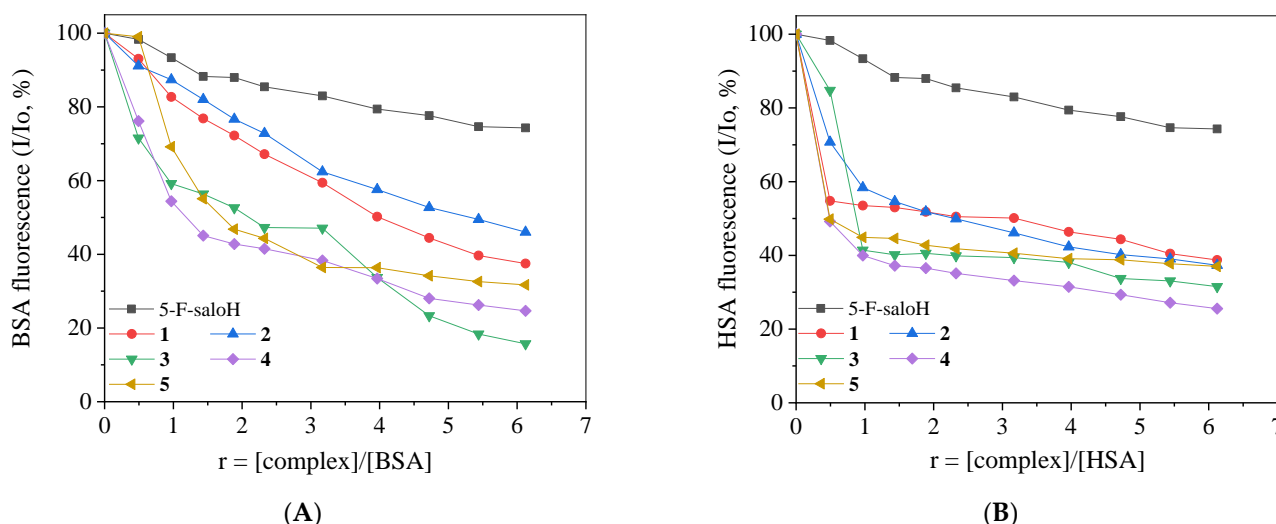 100
80
60
40
20
0
BSA fluorescence (I/Io, %)
5-F-saloH
1 2
3 4
5
0 1 2 3 4 5 6 7
r = [complex]/[BSA]
(A)
100
80
60
40
20
0
HSA fluorescence (I/Io, %)
5-F-saloH
1 2
3 4
5
0 1 2 3 4 5 6 7
r = [complex]/[HSA]
(B)